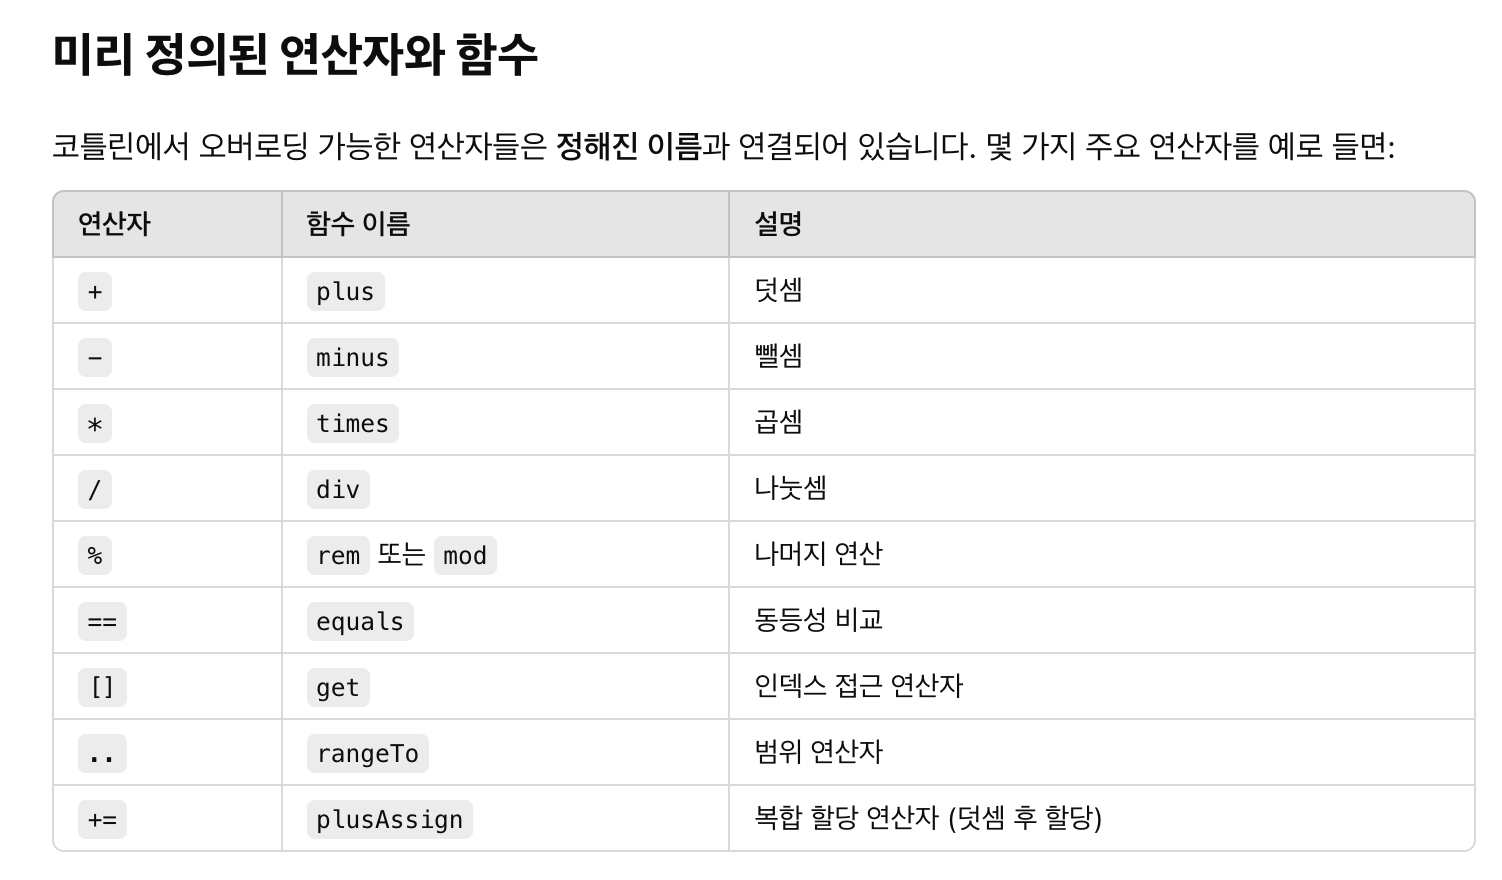 미리 정의된 연산자와 함수
코틀린에서 오버로딩 가능한 연산자들은 정해진 이름과 연결되어 있습니다. 몇 가지 주요 연산자를 예로 들면:
연산자 함수 이름 설명
+ plus 덧셈
- minus 뺄셈
* times 곱셈
/ div 나눗셈
% rem 또는 mod 나머지 연산
== equals 동등성 비교
[] get 인덱스 접근 연산자
.. rangeTo 범위 연산자
+= plusAssign 복합 할당 연산자 (덧셈 후 할당)